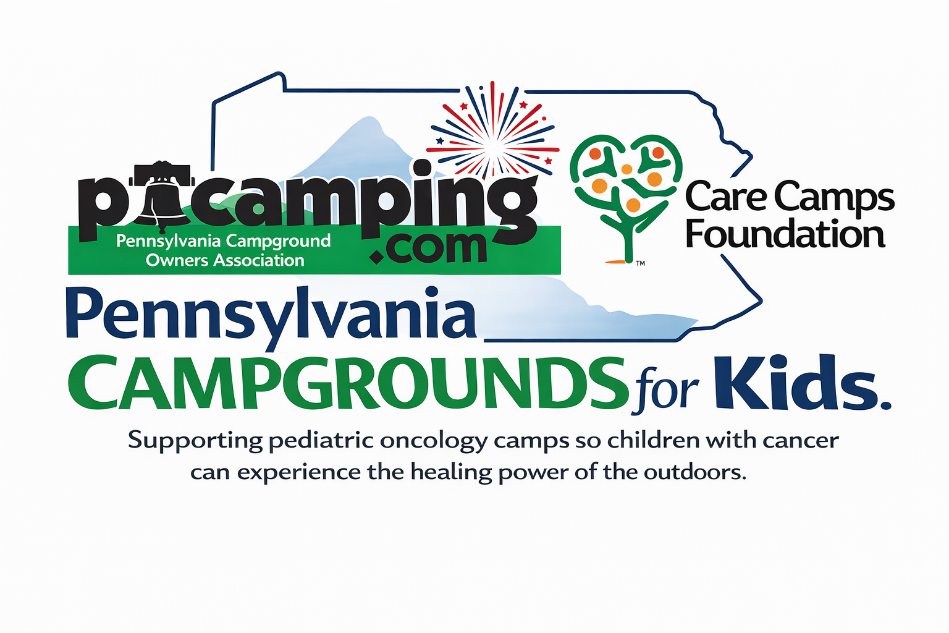 pacamping
.com
Pennsylvania Campground
Owners Association
Care Camps
Foundation
™
Pennsylvania
CAMPGROUNDS for Kids.
Supporting pediatric oncology camps so children with cancer
can experience the healing power of the outdoors.